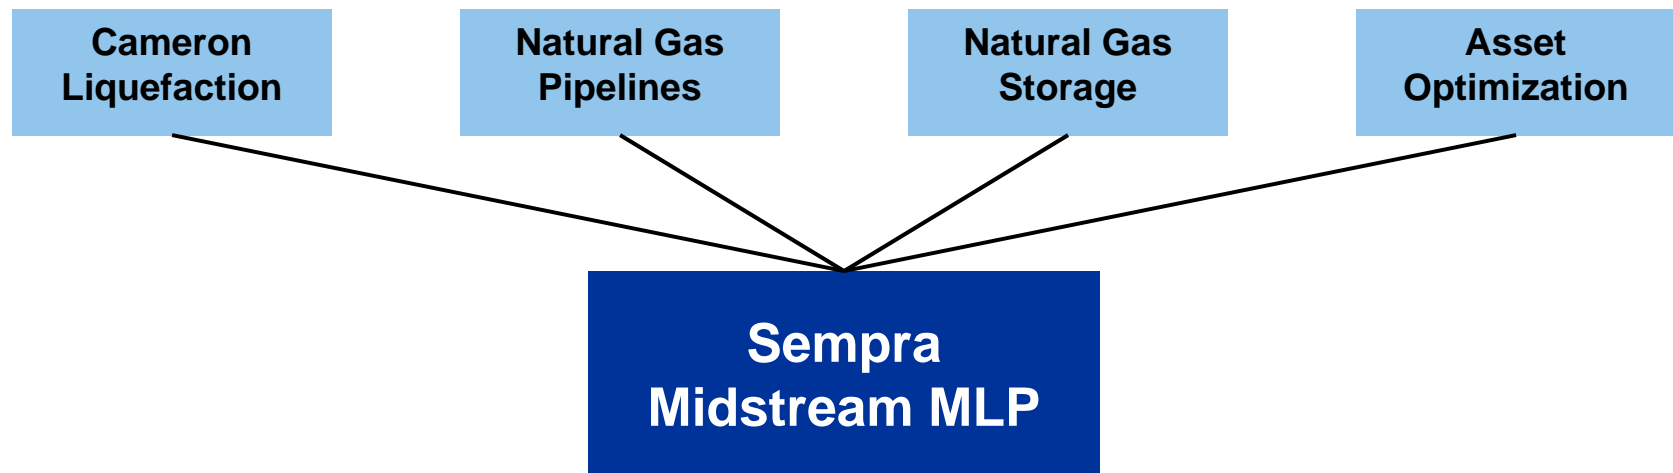 Cameron
Liquefaction
Natural Gas
Pipelines
Natural Gas
Storage
Asset
Optimization
Sempra
Midstream MLP